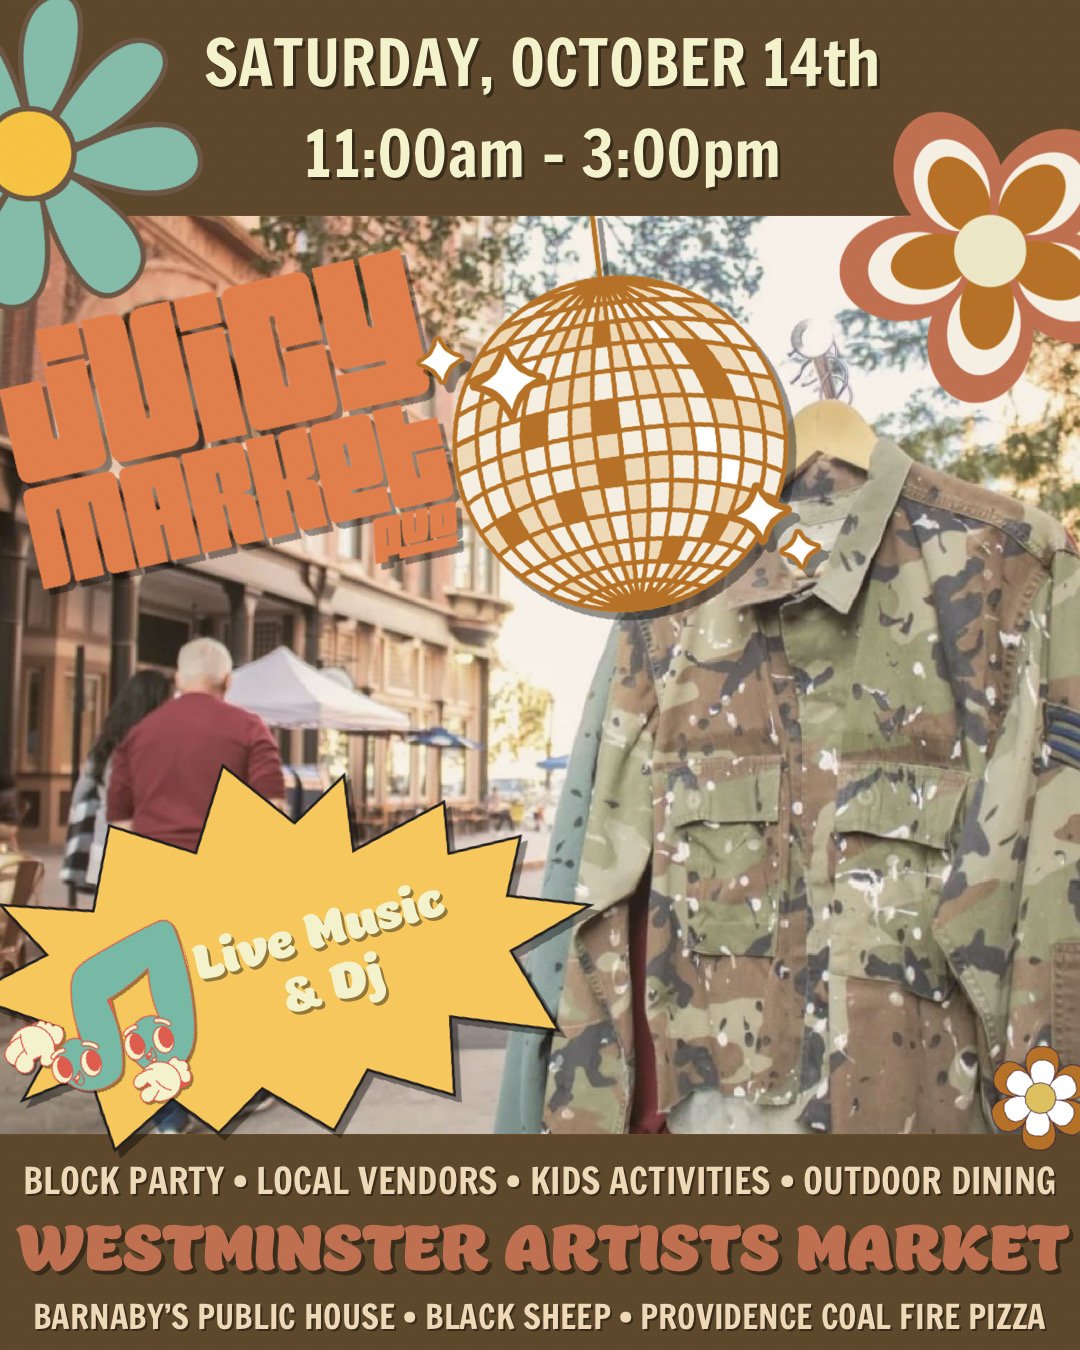 SATURDAY, OCTOBER 14th
11:00am - 3:00pm
JUiCY
MARKet
PVD
Live Music
& Dj
BLOCK PARTY • LOCAL VENDORS • KIDS ACTIVITIES • OUTDOOR DINING
WESTMINSTER ARTISTS MARKET
BARNABY'S PUBLIC HOUSE • BLACK SHEEP • PROVIDENCE COAL FIRE PIZZA